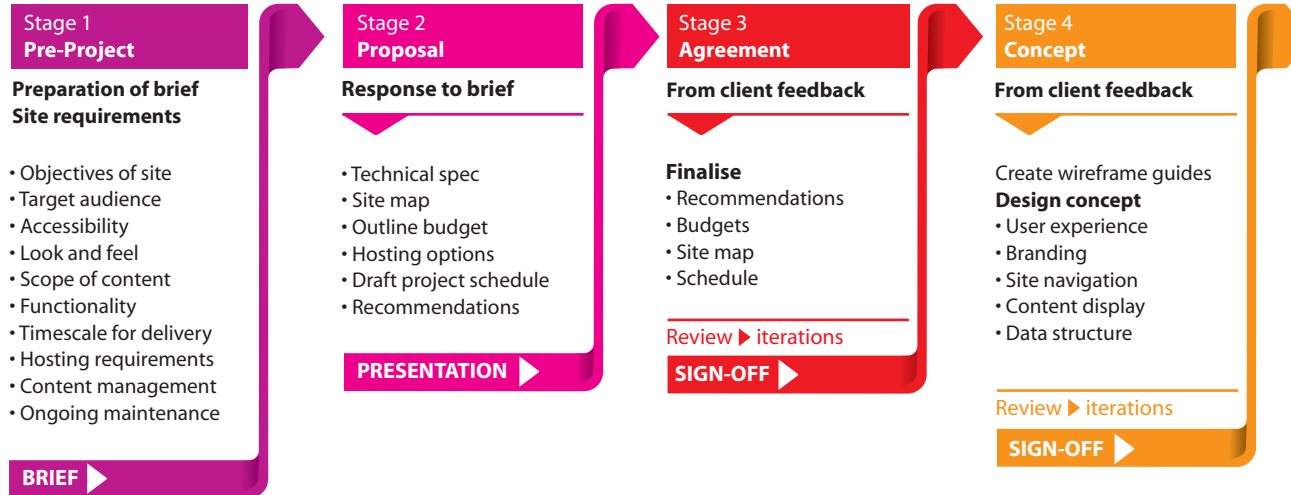 Stage 1
Pre-Project
Preparation of brief
Site requirements
• Objectives of site
• Target audience
• Accessibility
• Look and feel
• Scope of content
• Functionality
• Timescale for delivery
• Hosting requirements
• Content management
• Ongoing maintenance
BRIEF
Stage 2
Proposal
Response to brief
• Technical spec
• Site map
• Outline budget
• Hosting options
• Draft project schedule
• Recommendations
PRESENTATION
Stage 3
Agreement
From client feedback
Finalise
• Recommendations
• Budgets
• Site map
• Schedule
Review ▶ iterations
SIGN-OFF
Stage 4
Concept
From client feedback
Create wireframe guides
Design concept
• User experience
• Branding
• Site navigation
• Content display
• Data structure
Review ▶ iterations
SIGN-OFF